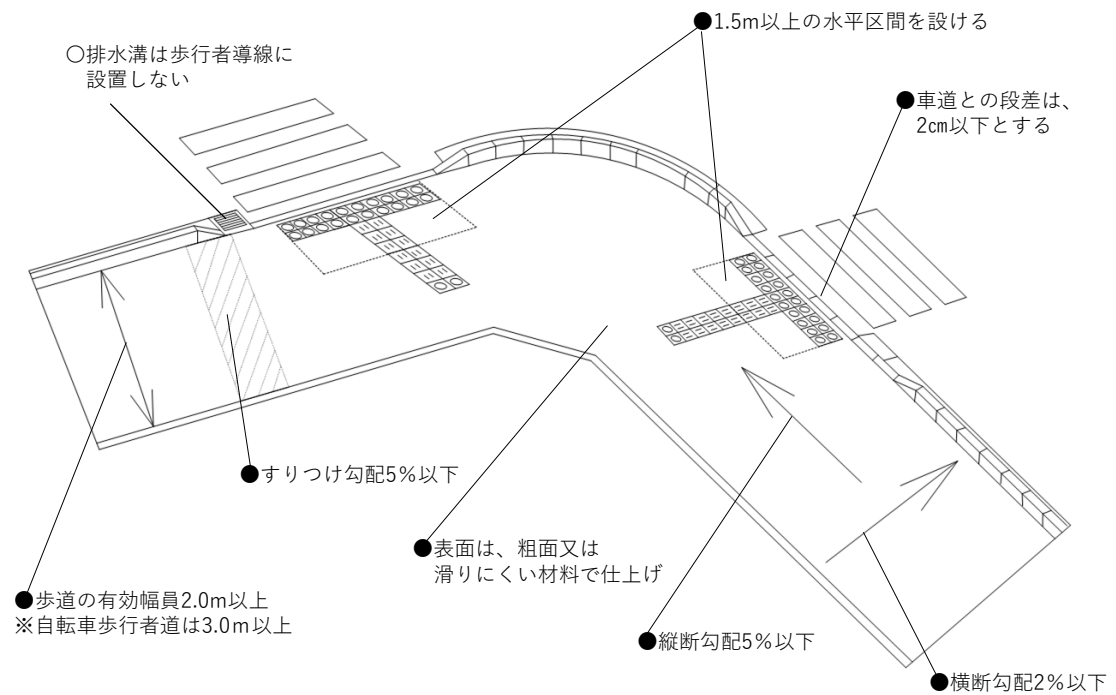 ●1.5m以上の水平区間を設ける
○排水溝は歩行者導線に
設置しない
●車道との段差は、
2㎝以下とする
●すりつけ勾配5%以下
●表面は、粗面又は
滑りにくい材料で仕上げ
●歩道の有効幅員2.0m以上
※自転車歩行者道は3.0m以上
●縦断勾配5%以下
●横断勾配2%以下